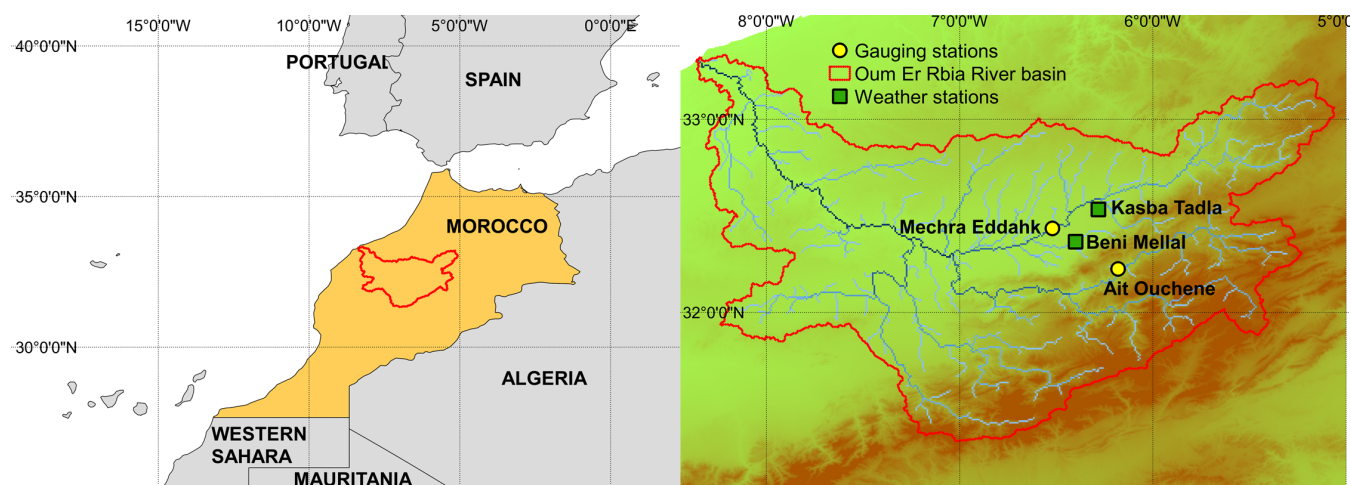 15°0'0"W 10°0'0"W 5°0'0"W 0°0'0"E
40°0'0"N
PORTUGAL
SPAIN
35°0'0"N
MOROCCO
30°0'0"N
ALGERIA
WESTERN
SAHARA
MAURITANIA
8°0'0"W 7°0'0"W 6°0'0"W 5°0'0
Gauging stations
Oum Er Rbia River basin
Weather stations
33°0'0"N
Kasba Tadla
Mechra Eddahk
Beni Mellal
Ait Ouchene
32°0'0"N